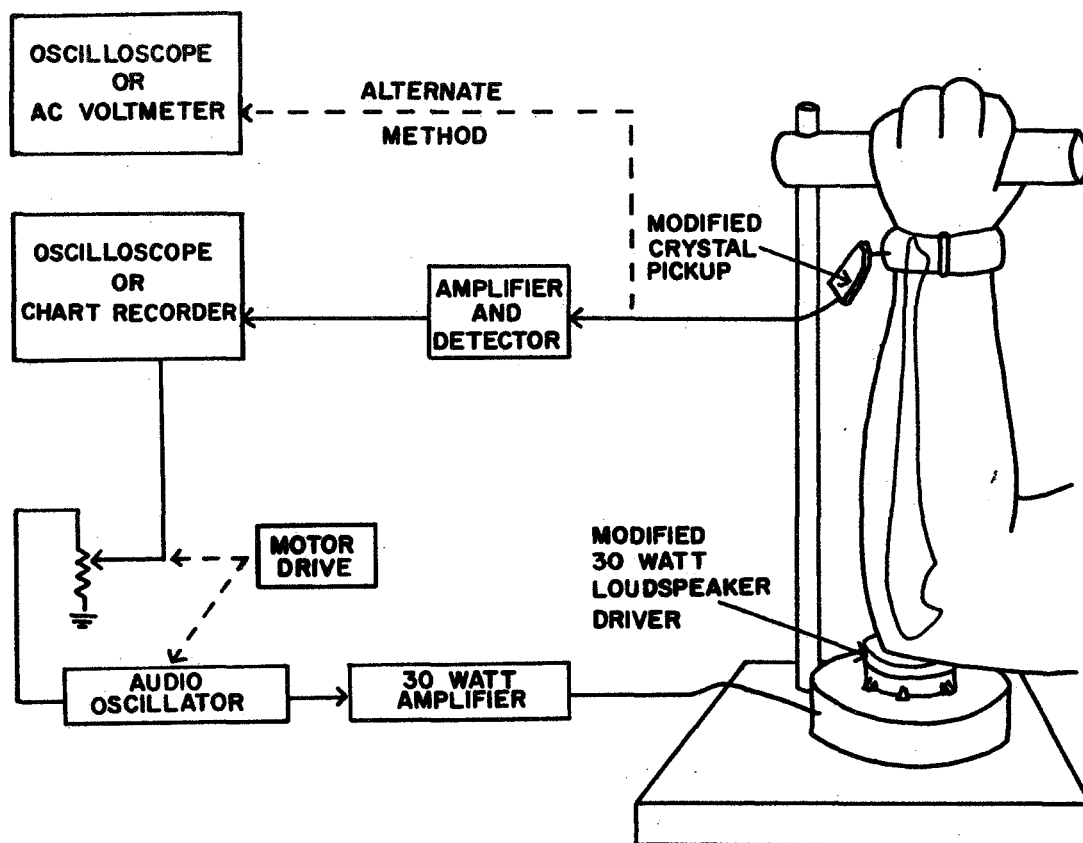 OSCILLOSCOPE
OR
AC VOLTMETER
ALTERNATE
METHOD
OSCILLOSCOPE
OR
CHART RECORDER
AMPLIFIER
AND
DETECTOR
MODIFIED
CRYSTAL
PICKUP
MOTOR
DRIVE
MODIFIED
30 WATT
LOUDSPEAKER
DRIVER
AUDIO
OSCILLATOR
30 WATT
AMPLIFIER